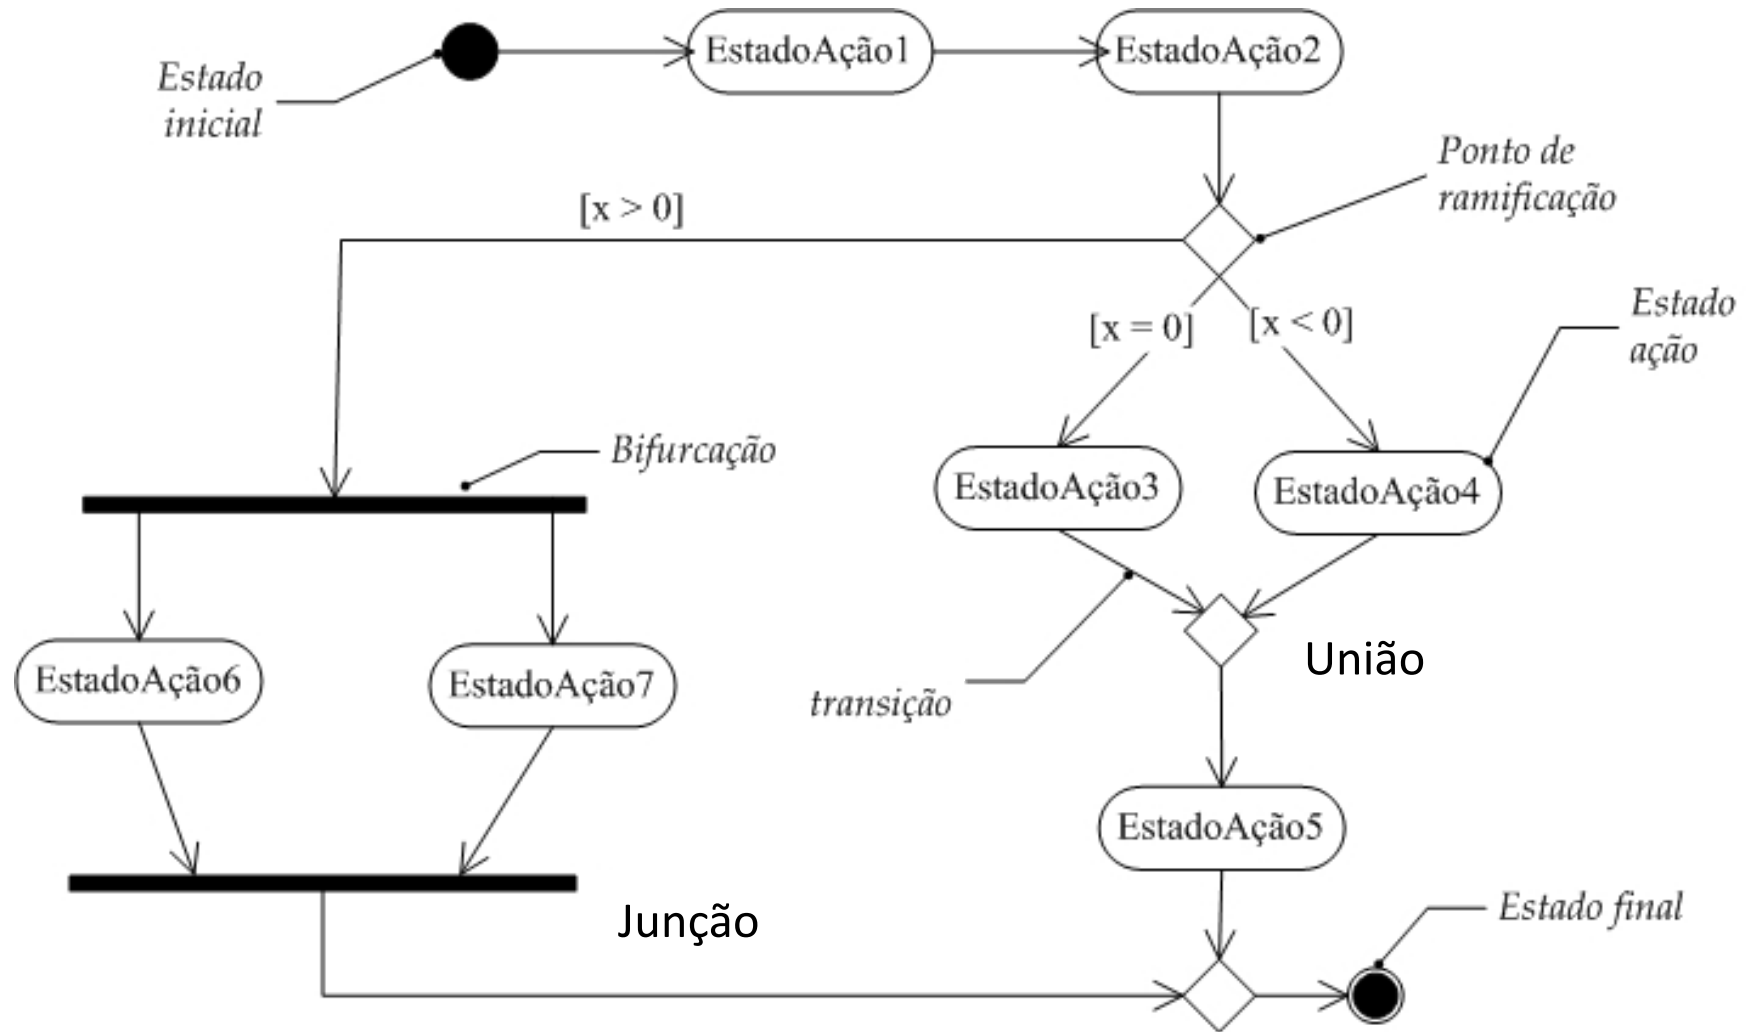 EstadoAção1
EstadoAção2
Estado
inicial
Ponto de
ramificação
[x > 0]
[x = 0]
[x < 0]
Estado
ação
Bifurcação
EstadoAção3
EstadoAção4
EstadoAção6
EstadoAção7
transição
União
EstadoAção5
Junção
Estado final